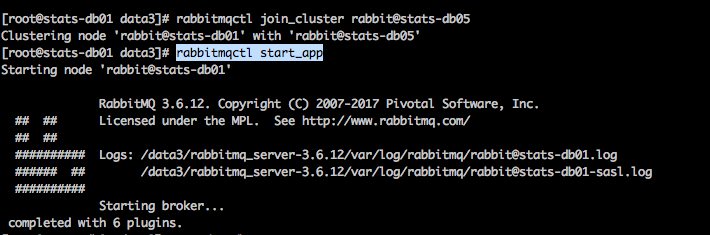 [root@stats-db01 data3]# rabbitmqctl join_cluster rabbit@stats-db05
Clustering node 'rabbit@stats-db01' with 'rabbit@stats-db05'
[root@stats-db01 data3]# rabbitmqctl start_app
Starting node 'rabbit@stats-db01'
RabbitMQ 3.6.12. Copyright (C) 2007-2017 Pivotal Software, Inc.
##  ##      Licensed under the MPL.  See http://www.rabbitmq.com/
##  ##
##########  Logs: /data3/rabbitmq_server-3.6.12/var/log/rabbitmq/rabbit@stats-db01.log
######  ##        /data3/rabbitmq_server-3.6.12/var/log/rabbitmq/rabbit@stats-db01-sasl.log
##########
Starting broker...
completed with 6 plugins.